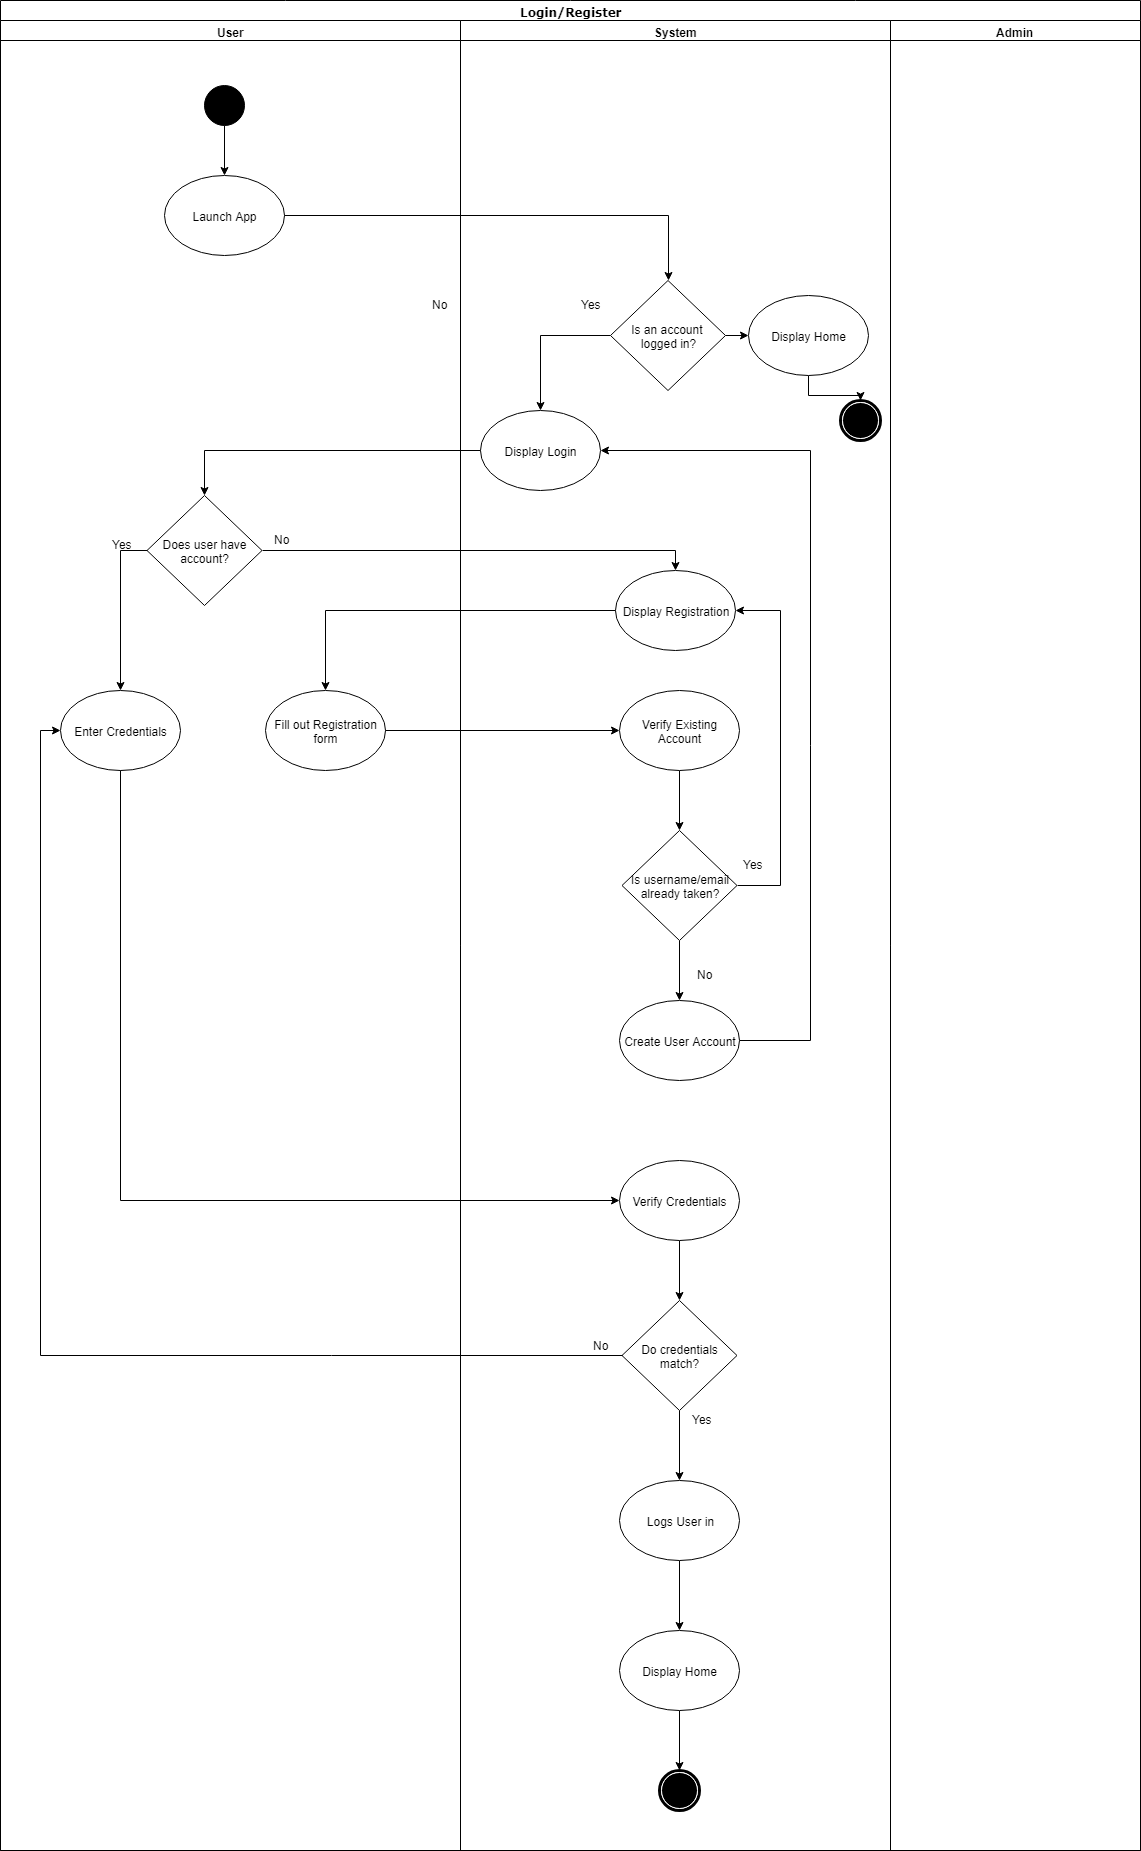 Login/Register
User
System
Admin
Launch App
No
Yes
Is an account
logged in?
Display Home
Display Login
Yes
Does user have
account?
No
Display Registration
Enter Credentials
Fill out Registration
form
Verify Existing
Account
Is username/email
already taken?
Yes
No
Create User Account
Verify Credentials
No
Do credentials
match?
Yes
Logs User in
Display Home